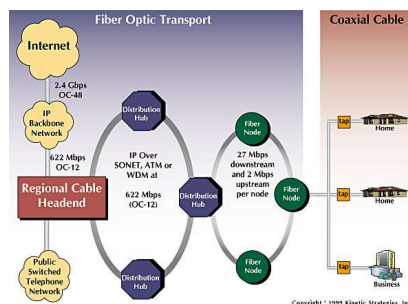 Fiber Optic Transport
Coaxial Cable
Internet
2.4 Gbps
OC-48
IP
Backbone
Network
622 Mbps
OC-12
Regional Cable
Headend
Public
Switched
Telephone
Network
Distribution
Hub
IP Over
SONET, ATM or
WDM at
622 Mbps
(OC-12)
Distribution
Hub
Distribution
Hub
Fiber
Node
27 Mbps
downstream
and 2 Mbps
upstream
per node
Fiber
Node
Fiber
Node
tap
Home
tap
Home
tap
Business
Copyright ' 1999 Kinetic Strategies, In